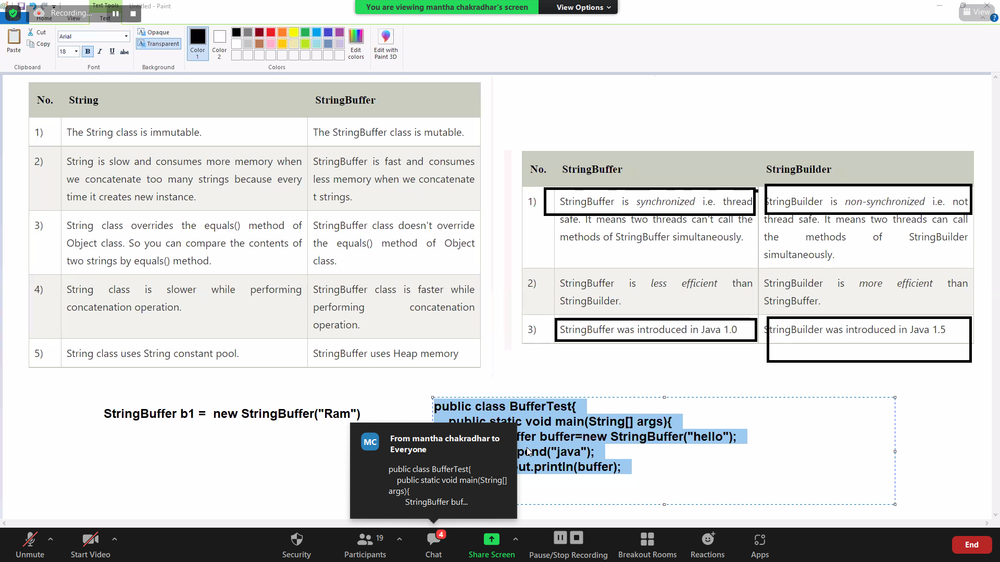 Text Tools
Untitled - Paint
You are viewing mantha chakradhar's screen
View Options
Recording...
View
Home
View
Text
Paste
Cut
Copy
Clipboard
Arial
18
B
I
U
abc
Font
Opaque
Transparent
Background
Color
1
Color
2
Edit
colors
Colors
Edit with
Paint 3D
No. String StringBuffer
1) The String class is immutable. The StringBuffer class is mutable.
2) String is slow and consumes more memory when StringBuffer is fast and consumes
we concatenate too many strings because every less memory when we concatenate
time it creates new instance. t strings.
3) String class overrides the equals() method of StringBuffer class doesn't override
Object class. So you can compare the contents of the equals() method of Object
two strings by equals() method. class.
4) String class is slower while performing StringBuffer class is faster while
concatenation operation. performing concatenation
operation.
5) String class uses String constant pool. StringBuffer uses Heap memory
No. StringBuffer StringBuilder
1) StringBuffer is synchronized i.e. thread StringBuilder is non-synchronized i.e. not
safe. It means two threads can't call the thread safe. It means two threads can call
methods of StringBuffer simultaneously. the methods of StringBuilder
simultaneously.
2) StringBuffer is less efficient than StringBuilder is more efficient than
StringBuilder. StringBuffer.
3) StringBuffer was introduced in Java 1.0 StringBuilder was introduced in Java 1.5
StringBuffer b1 = new StringBuffer("Ram")
public class BufferTest{
public static void main(String[] args){
ffer buffer=new StringBuffer("hello");
pend("java");
out.println(buffer);
MC
From mantha chakradhar to
Everyone
public class BufferTest{
public static void main(String[]
args){
StringBuffer buf...
Unmute
Start Video
Security
19
Participants
4
Chat
Share Screen
Pause/Stop Recording
Breakout Rooms
Reactions
Apps
End